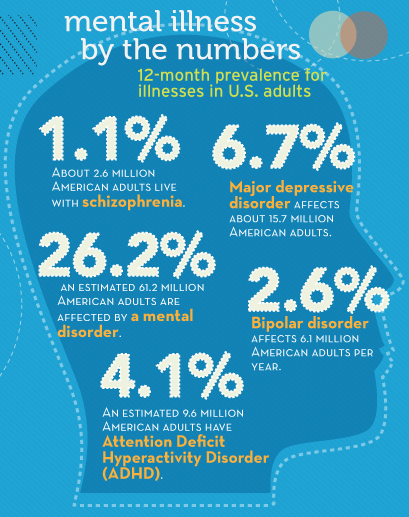 mental illness
by the numbers
12-month prevalence for
illnesses in U.S. adults
1.1%
ABOUT 2.6 MILLION
AMERICAN ADULTS LIVE
WITH schizophrenia.
6.7%
Major depressive
disorder AFFECTS
ABOUT 15.7 MILLION
AMERICAN ADULTS.
26.2%
AN ESTIMATED 61.2 MILLION
AMERICAN ADULTS ARE
AFFECTED BY a mental
disorder.
2.6%
Bipolar disorder
AFFECTS 6.1 MILLION
AMERICAN ADULTS PER
YEAR.
4.1%
AN ESTIMATED 9.6 MILLION
AMERICAN ADULTS HAVE
Attention Deficit
Hyperactivity Disorder
(ADHD).